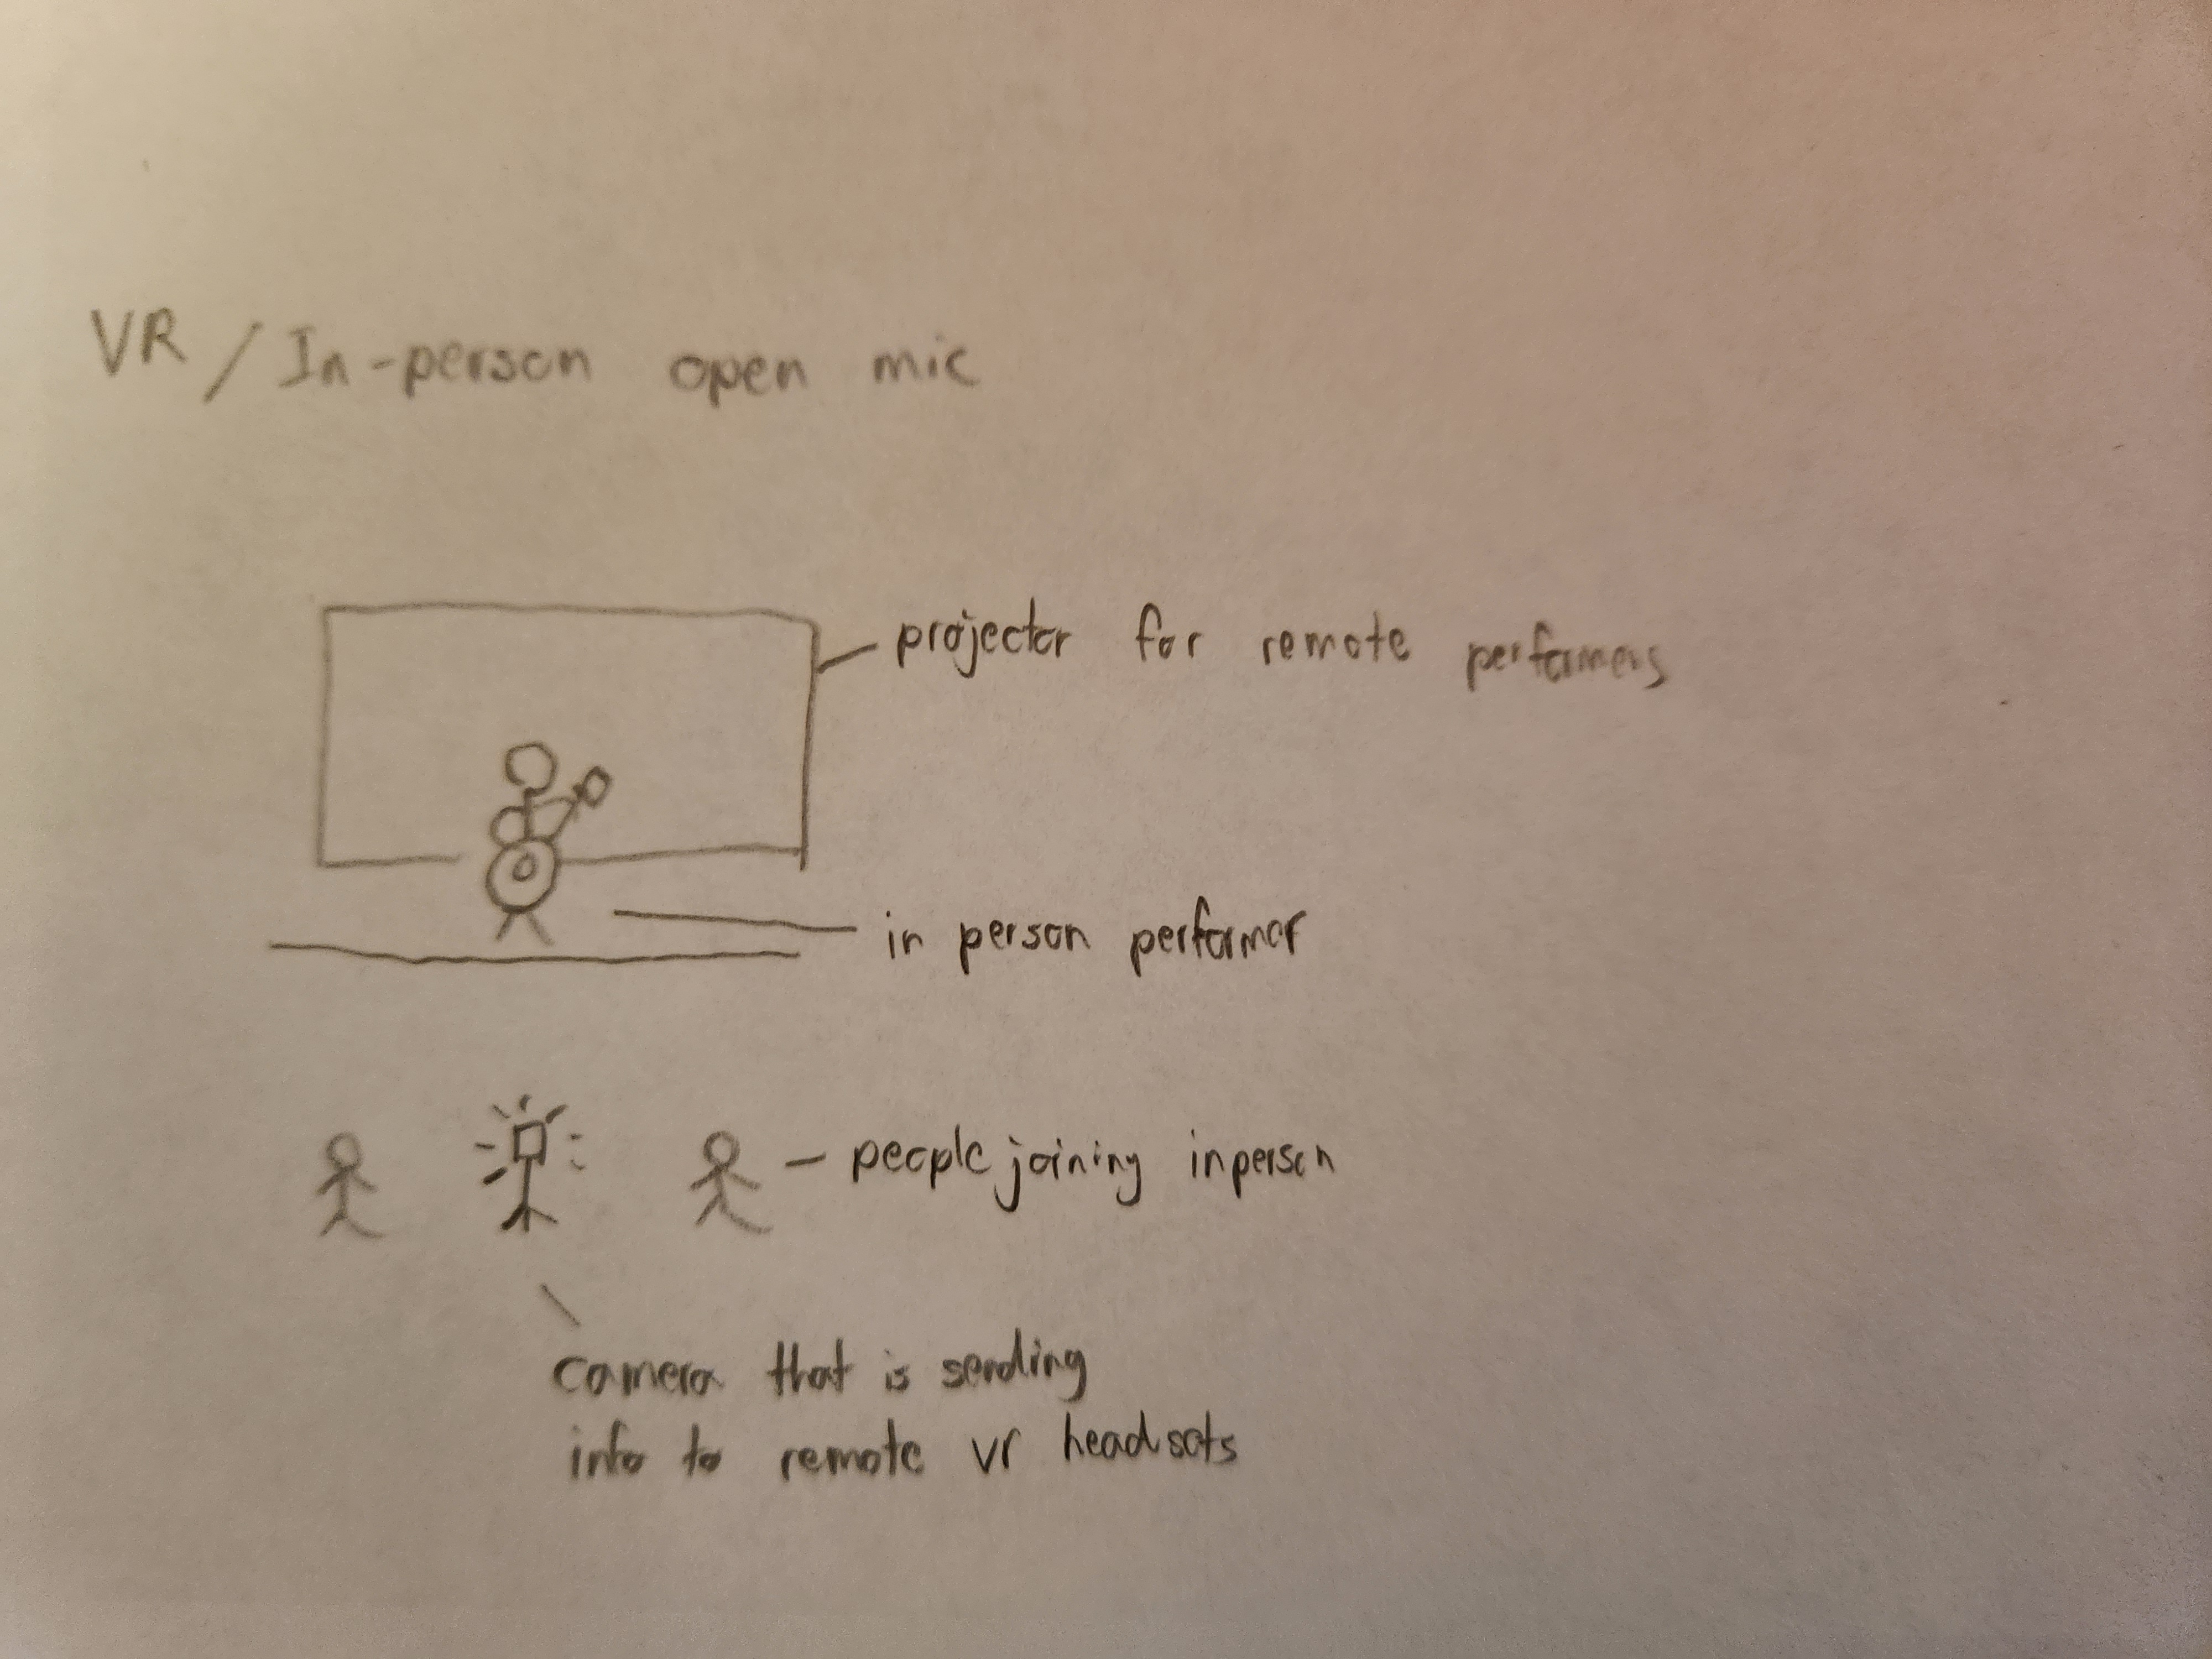 VR / In-person open mic
projector for remote performers
in person performer
people joining inperson
camera that is sending
info to remote vr headsets